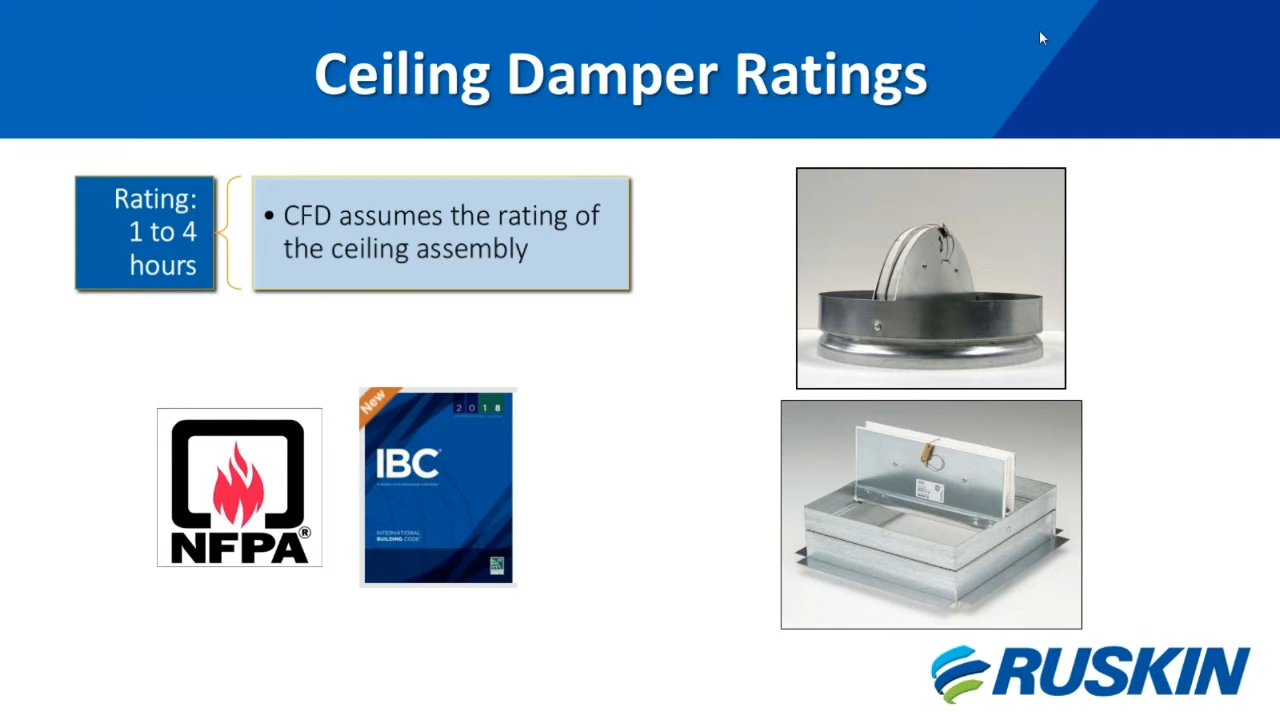 Ceiling Damper Ratings
Rating:
1 to 4
hours
• CFD assumes the rating of
the ceiling assembly
New
2018
IBC
INTERNATIONAL
BUILDING CODE®
NFPA®
RUSKIN